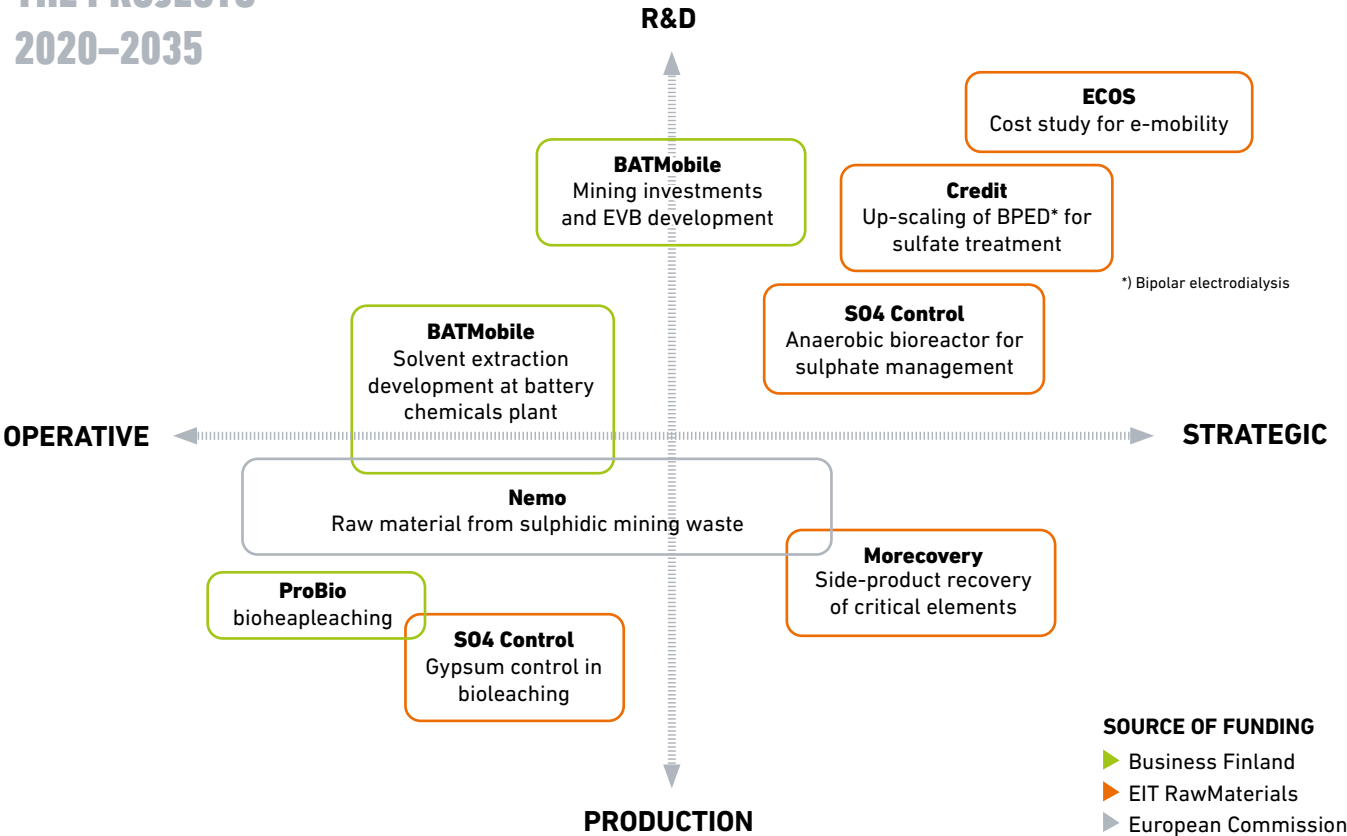 THE PROJECTS
2020–2035
R&D
ECOS
Cost study for e-mobility
BATMobile
Mining investments
and EVB development
Credit
Up-scaling of BPED* for
sulfate treatment
*) Bipolar electrodialysis
SO4 Control
Anaerobic bioreactor for
sulphate management
BATMobile
Solvent extraction
development at battery
chemicals plant
OPERATIVE
STRATEGIC
Nemo
Raw material from sulphidic mining waste
Morecovery
Side-product recovery
of critical elements
ProBio
bioheapleaching
SO4 Control
Gypsum control in
bioleaching
PRODUCTION
SOURCE OF FUNDING
Business Finland
EIT RawMaterials
European Commission